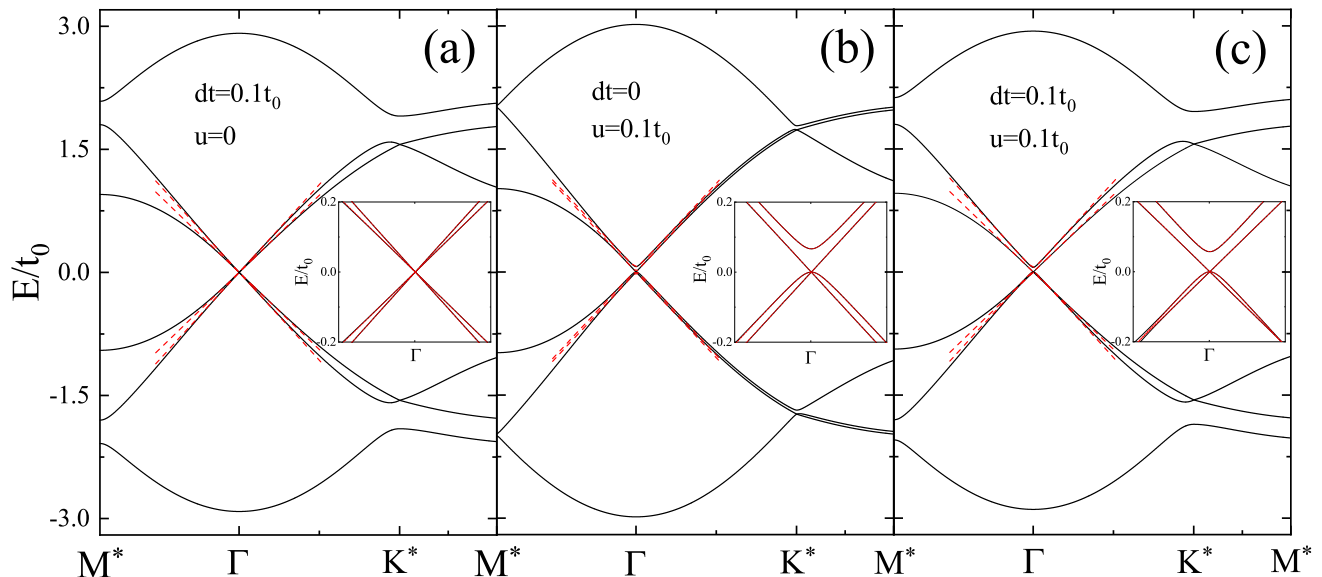 (a)
dt=0.1t₀
u=0
E/t₀
3.0
1.5
0.0
-1.5
-3.0
0.2
0.0
-0.2
E/t₀
Γ
M* Γ K*
(b)
dt=0
u=0.1t₀
0.2
0.0
-0.2
E/t₀
Γ
M* Γ K*
(c)
dt=0.1t₀
u=0.1t₀
0.2
0.0
-0.2
E/t₀
Γ
M* Γ K* M*